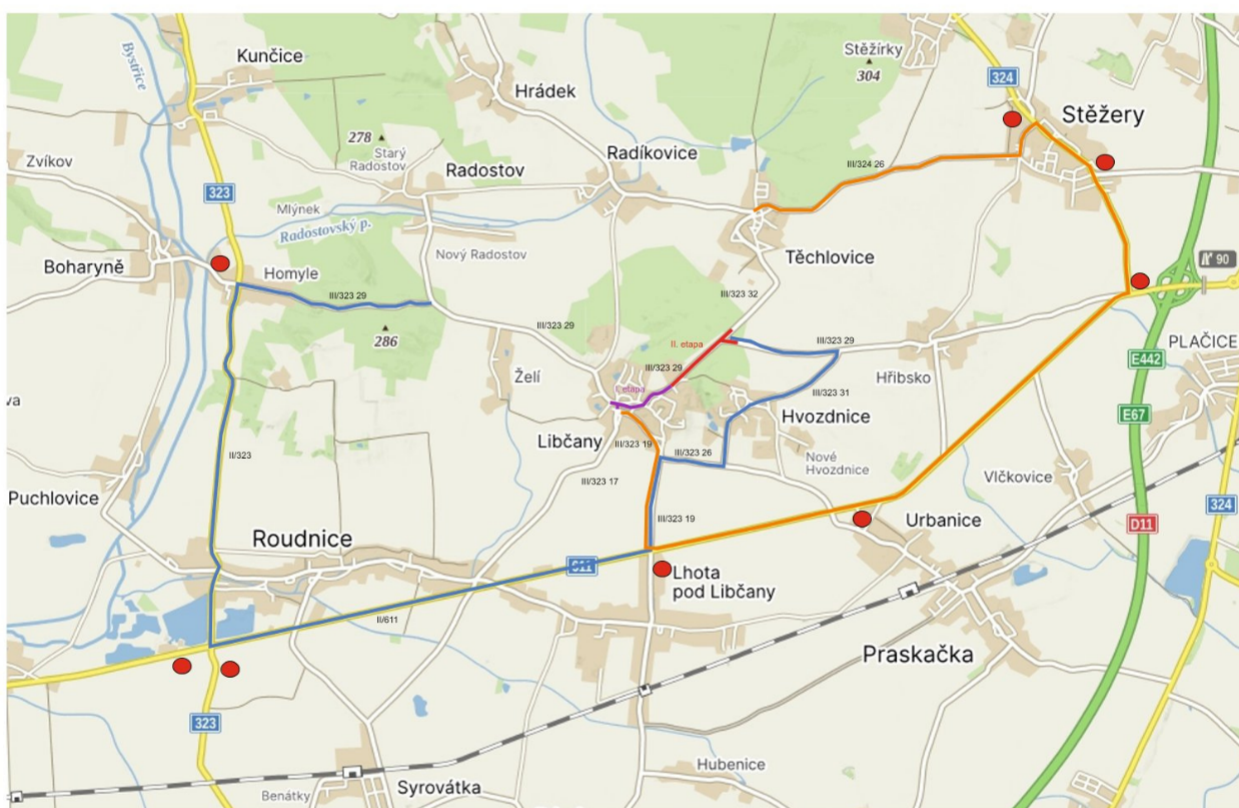 Bystřice
Kunčice
Stěžírky
304
324
Hrádek
Stěžery
278
Starý
Radostov
Radíkovice
III/324 26
Zvíkov
Radostov
323
Mlýnek
Radostovský p.
Těchlovice
Nový Radostov
90
Boharyně
Homyle
III/323 29
III/323 32
286
III/323 29
II. etapa
III/323 29
PLAČICE
E442
Želí
III/323 29
Hřibsko
III/323 31
I.etapa
Hvozdnice
E67
Libčany
III/323 19
III/323 26
Nové
Hvozdnice
II/323
III/323 17
Vlčkovice
Puchlovice
324
III/323 19
Urbanice
D11
Roudnice
611
Lhota
pod Libčany
II/611
Praskačka
323
Hubenice
Syrovátka
Benátky